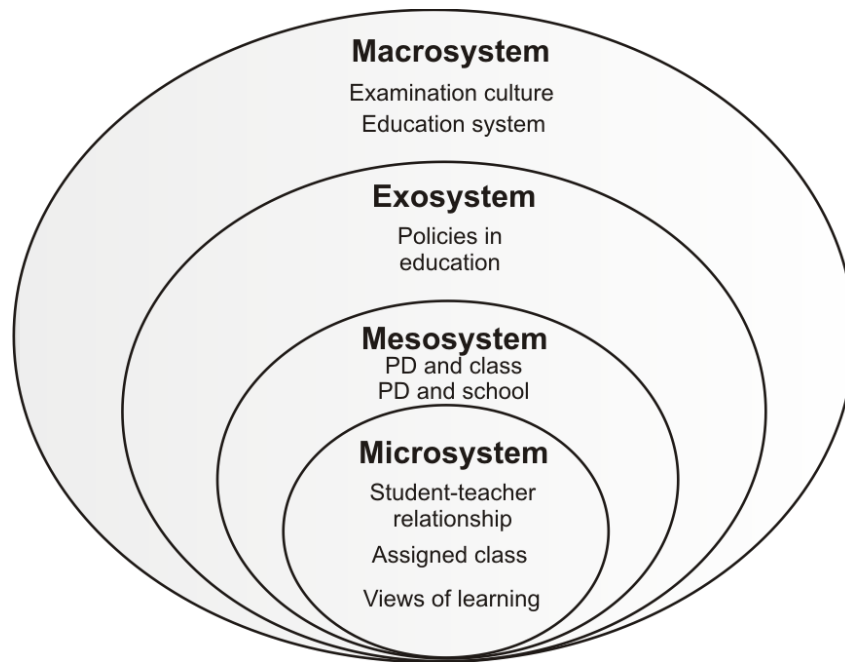 Macrosystem
Examination culture
Education system
Exosystem
Policies in
education
Mesosystem
PD and class
PD and school
Microsystem
Student-teacher
relationship
Assigned class
Views of learning